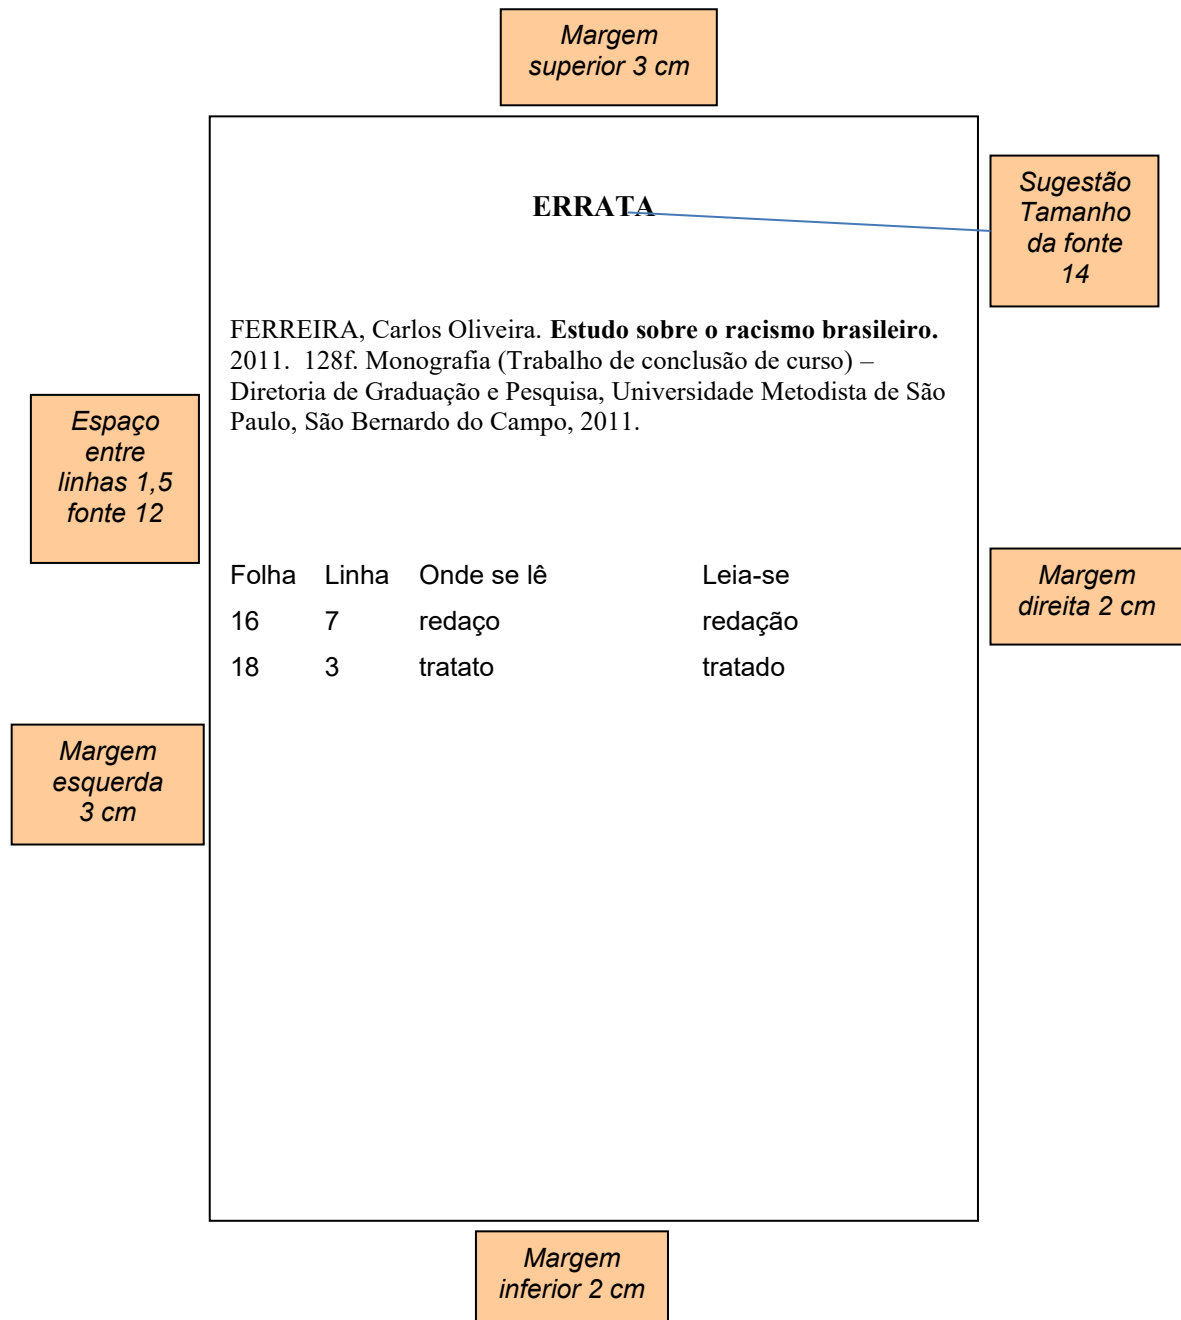 Margem
superior 3 cm
ERRATA
Sugestão
Tamanho
da fonte
14
FERREIRA, Carlos Oliveira. Estudo sobre o racismo brasileiro.
2011. 128f. Monografia (Trabalho de conclusão de curso) –
Diretoria de Graduação e Pesquisa, Universidade Metodista de São
Paulo, São Bernardo do Campo, 2011.
Espaço
entre
linhas 1,5
fonte 12
Folha Linha Onde se lê Leia-se
16 7 redaço redação
18 3 tratato tratado
Margem
direita 2 cm
Margem
esquerda
3 cm
Margem
inferior 2 cm